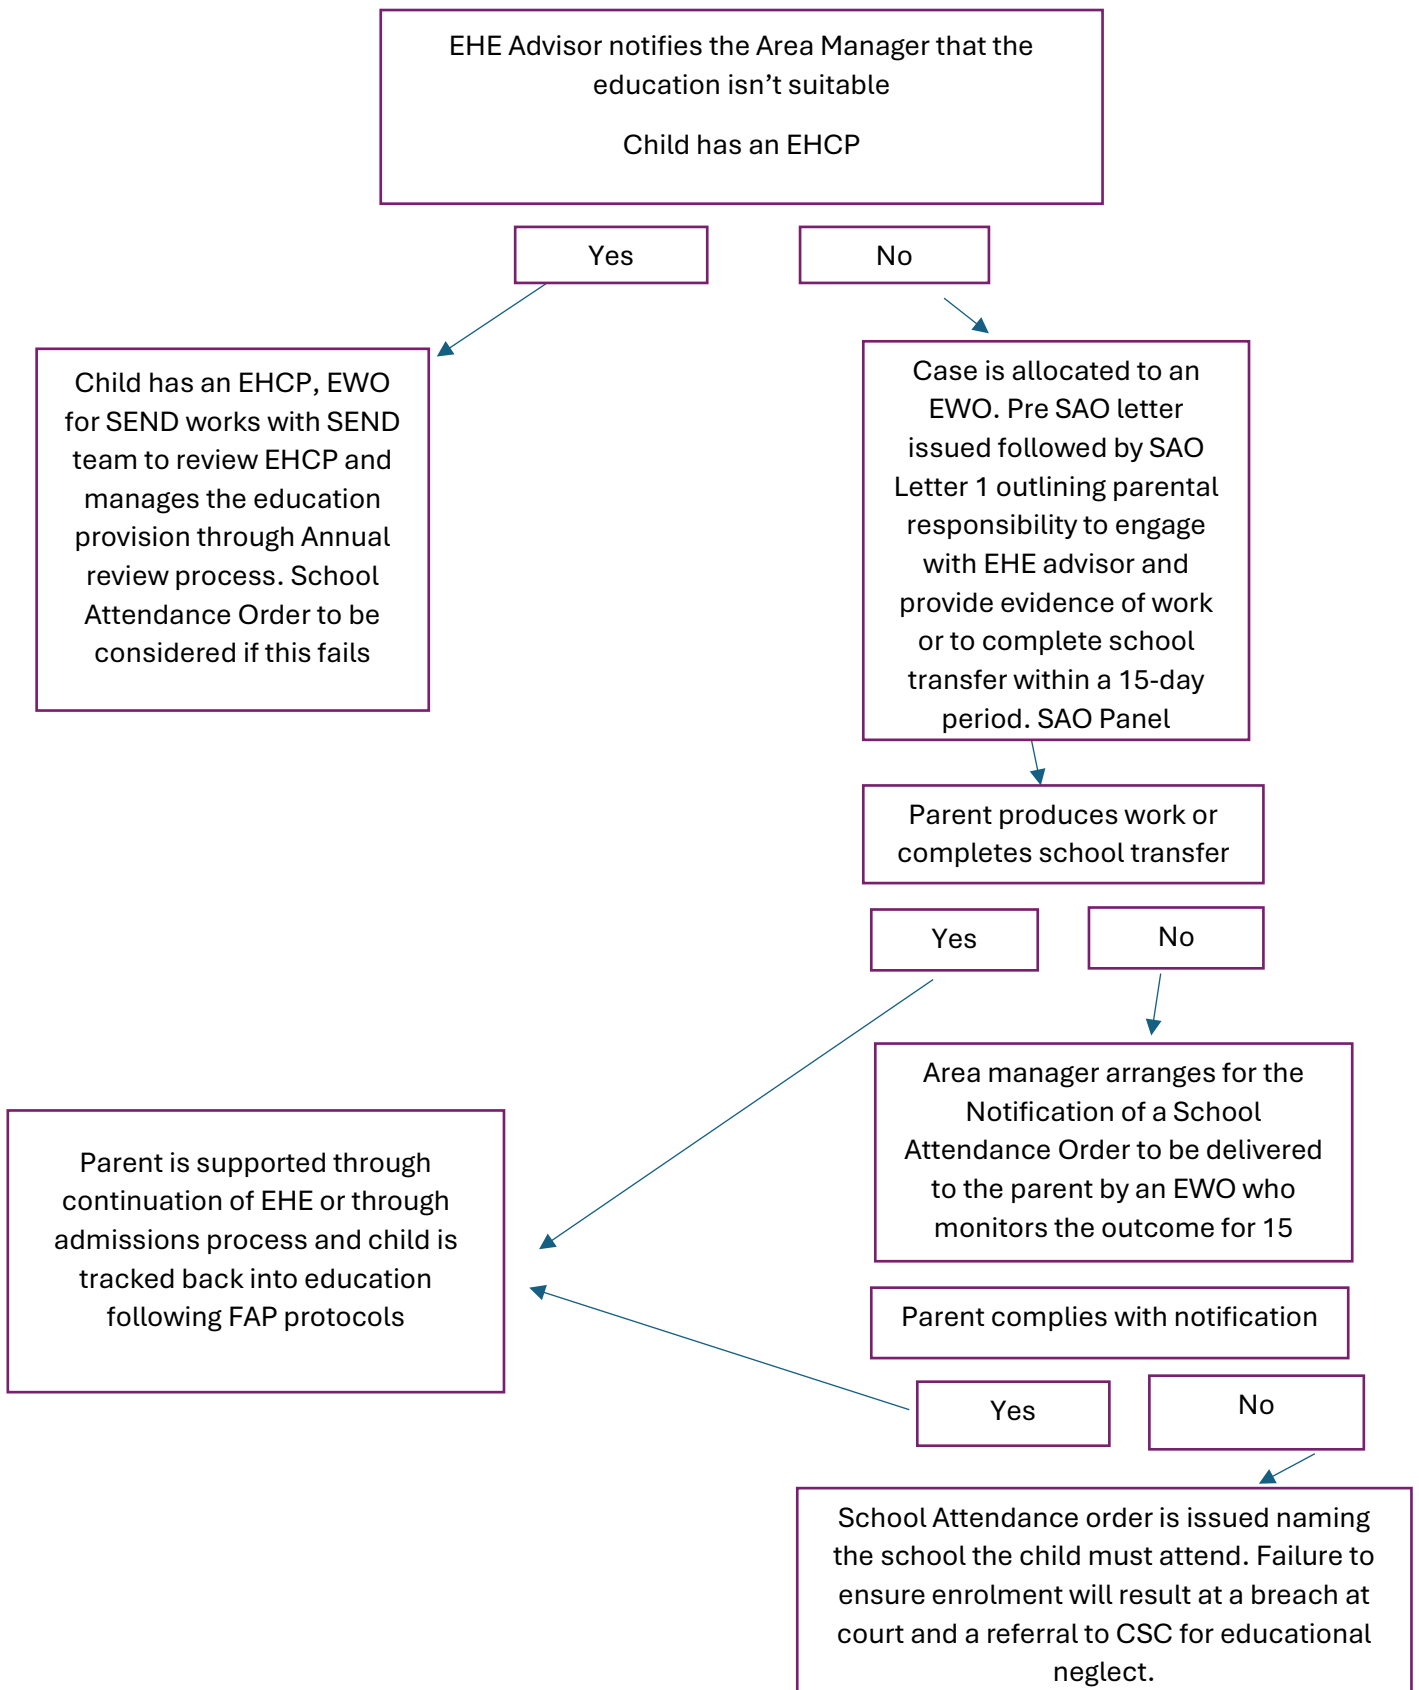 EHE Advisor notifies the Area Manager that the
education isn’t suitable
Child has an EHCP
Yes
No
Child has an EHCP, EWO
for SEND works with SEND
team to review EHCP and
manages the education
provision through Annual
review process. School
Attendance Order to be
considered if this fails
Case is allocated to an
EWO. Pre SAO letter
issued followed by SAO
Letter 1 outlining parental
responsibility to engage
with EHE advisor and
provide evidence of work
or to complete school
transfer within a 15-day
period. SAO Panel
Parent produces work or
completes school transfer
Yes
No
Area manager arranges for the
Notification of a School
Attendance Order to be delivered
to the parent by an EWO who
monitors the outcome for 15
Parent is supported through
continuation of EHE or through
admissions process and child is
tracked back into education
following FAP protocols
Parent complies with notification
Yes
No
School Attendance order is issued naming
the school the child must attend. Failure to
ensure enrolment will result at a breach at
court and a referral to CSC for educational
neglect.